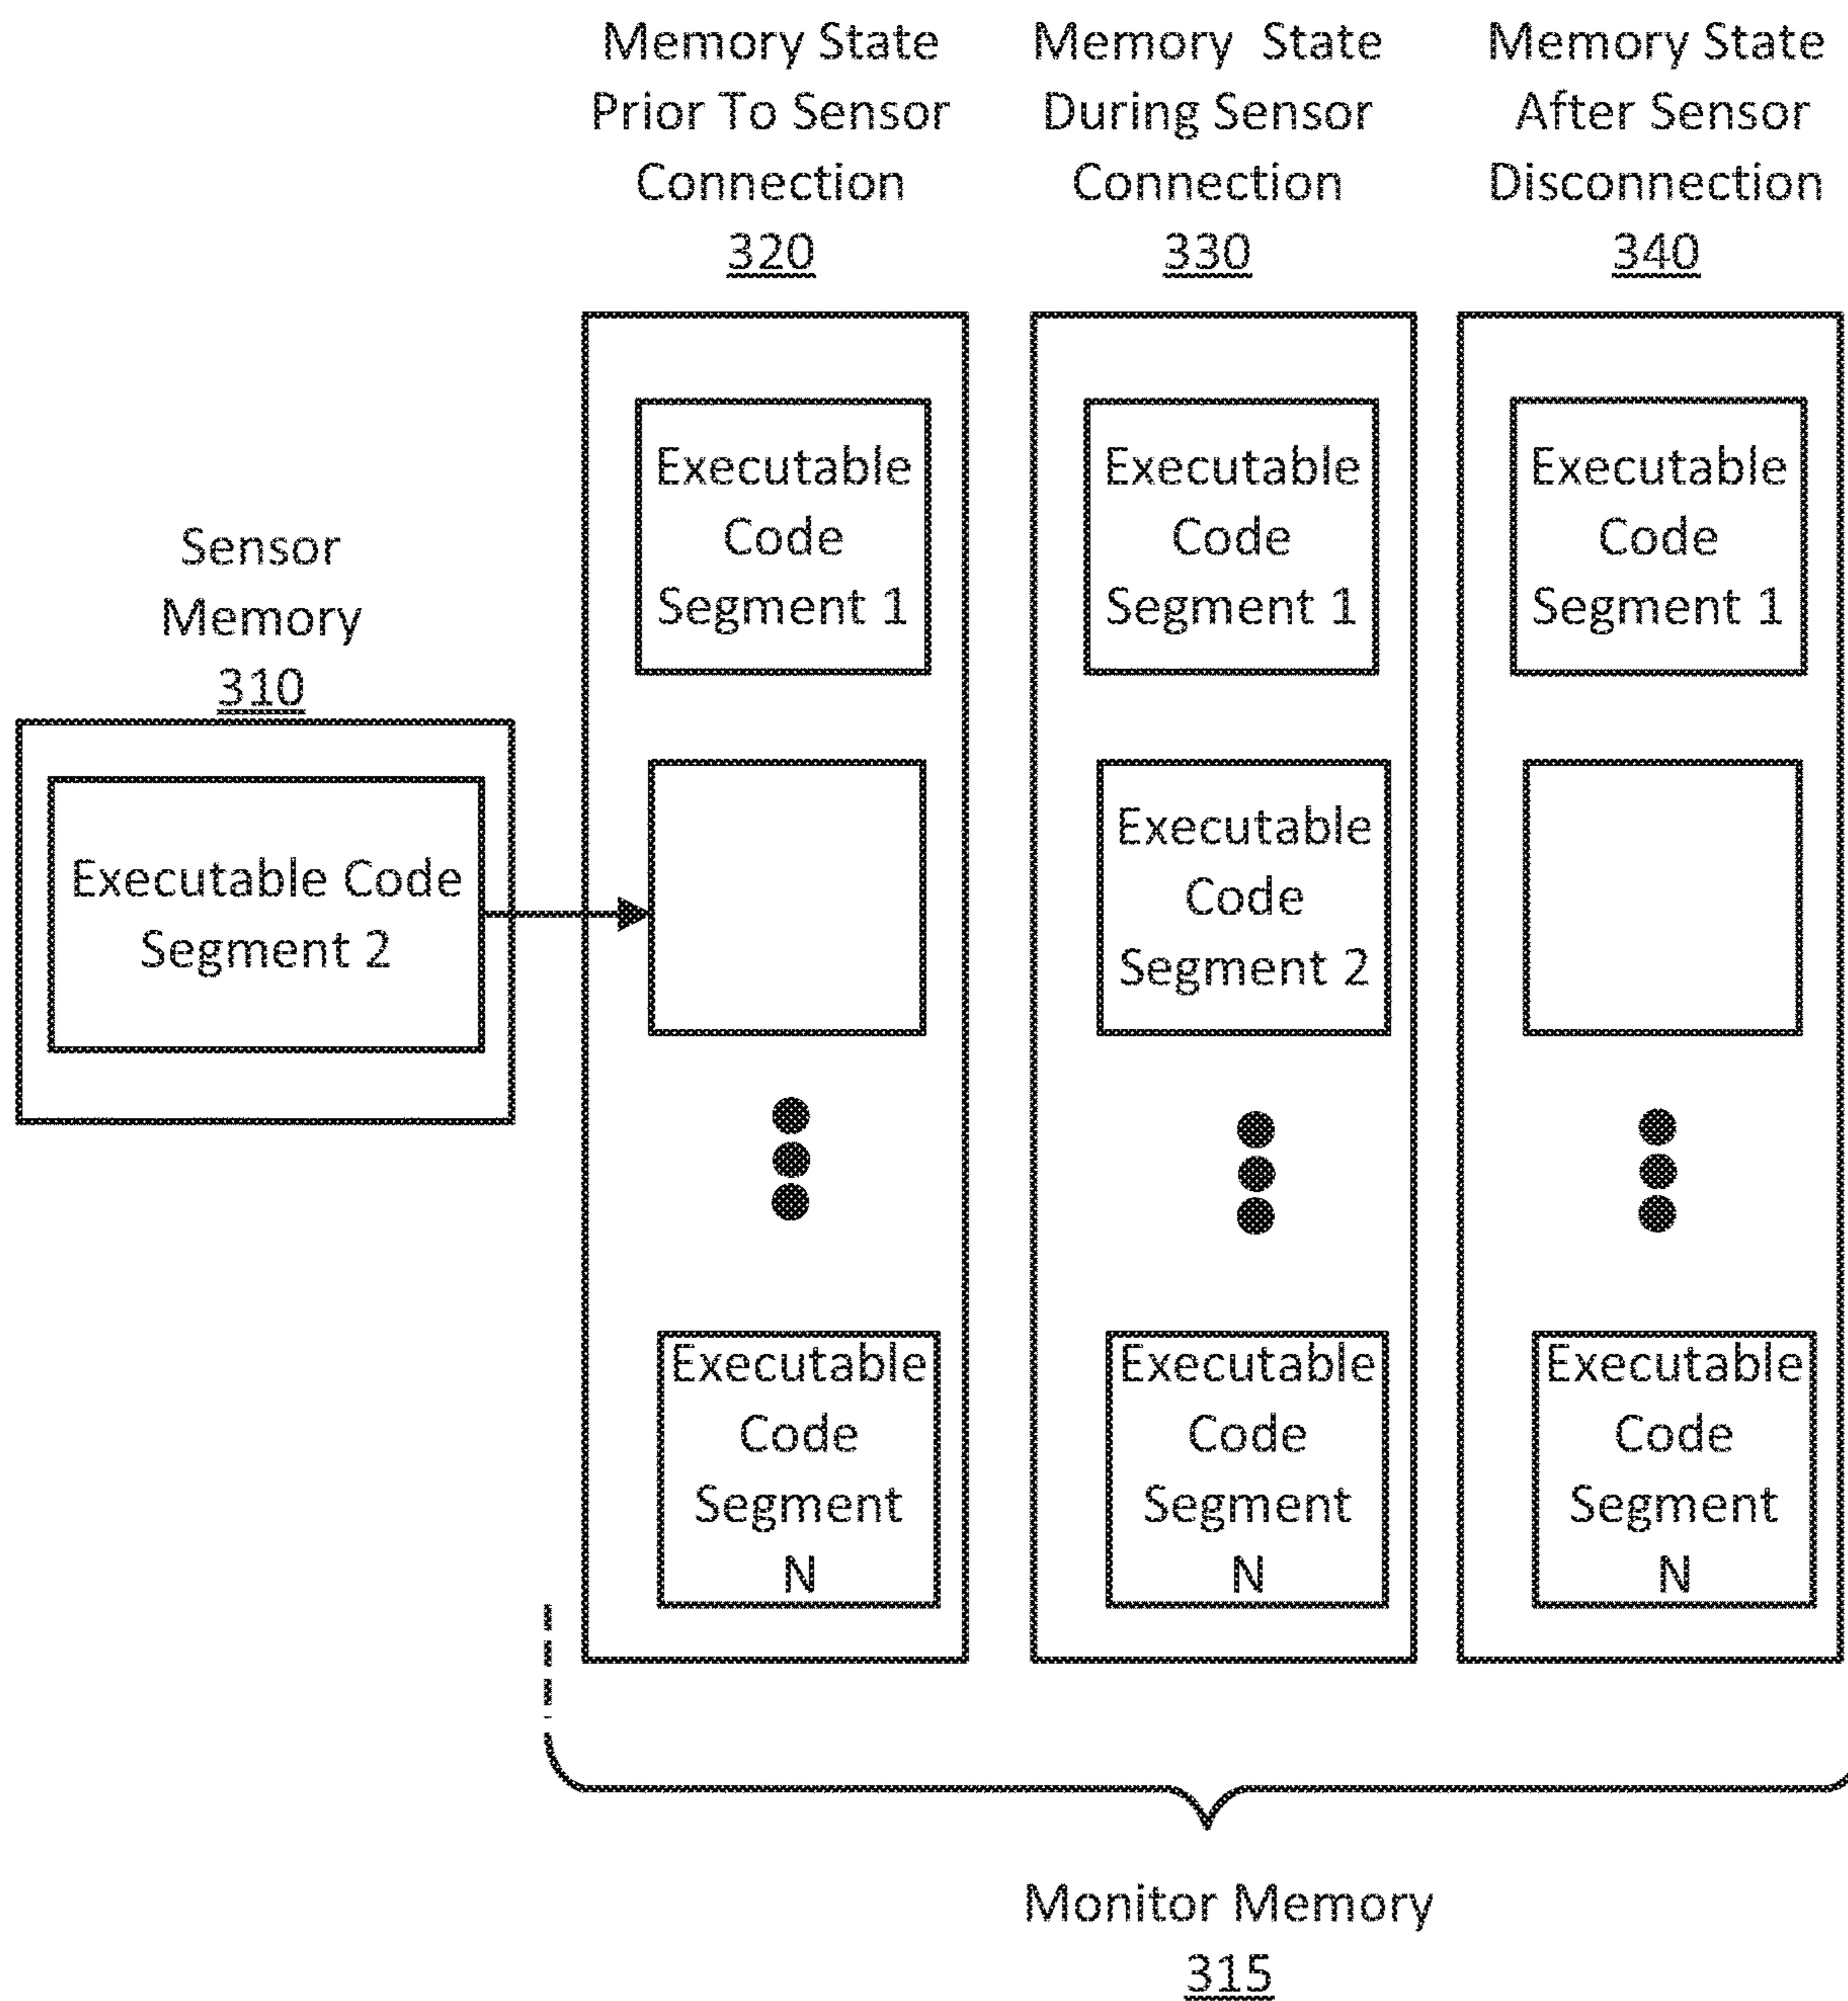 Memory State
Prior To Sensor
Connection
320
Memory State
During Sensor
Connection
330
Memory State
After Sensor
Disconnection
340
Sensor
Memory
310
Executable Code
Segment 2
Executable
Code
Segment 1
Executable
Code
Segment N
Executable
Code
Segment 1
Executable
Code
Segment 2
Executable
Code
Segment
N
Executable
Code
Segment 1
Executable
Code
Segment
N
Monitor Memory
315